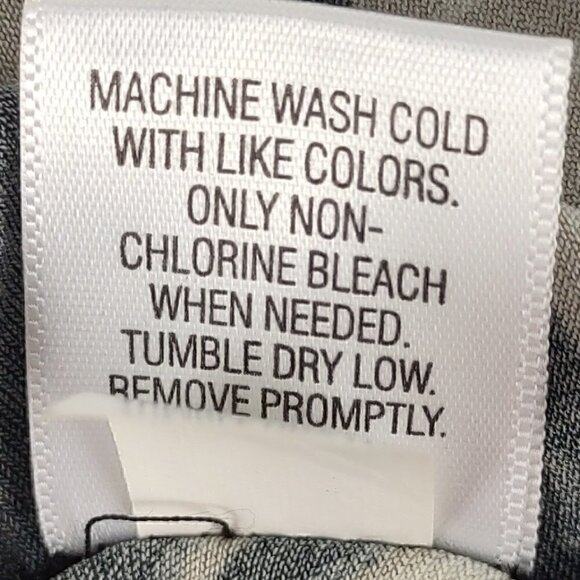 MACHINE WASH COLD
WITH LIKE COLORS.
ONLY NON-
CHLORINE BLEACH
WHEN NEEDED.
TUMBLE DRY LOW.
REMOVE PROMPTLY.